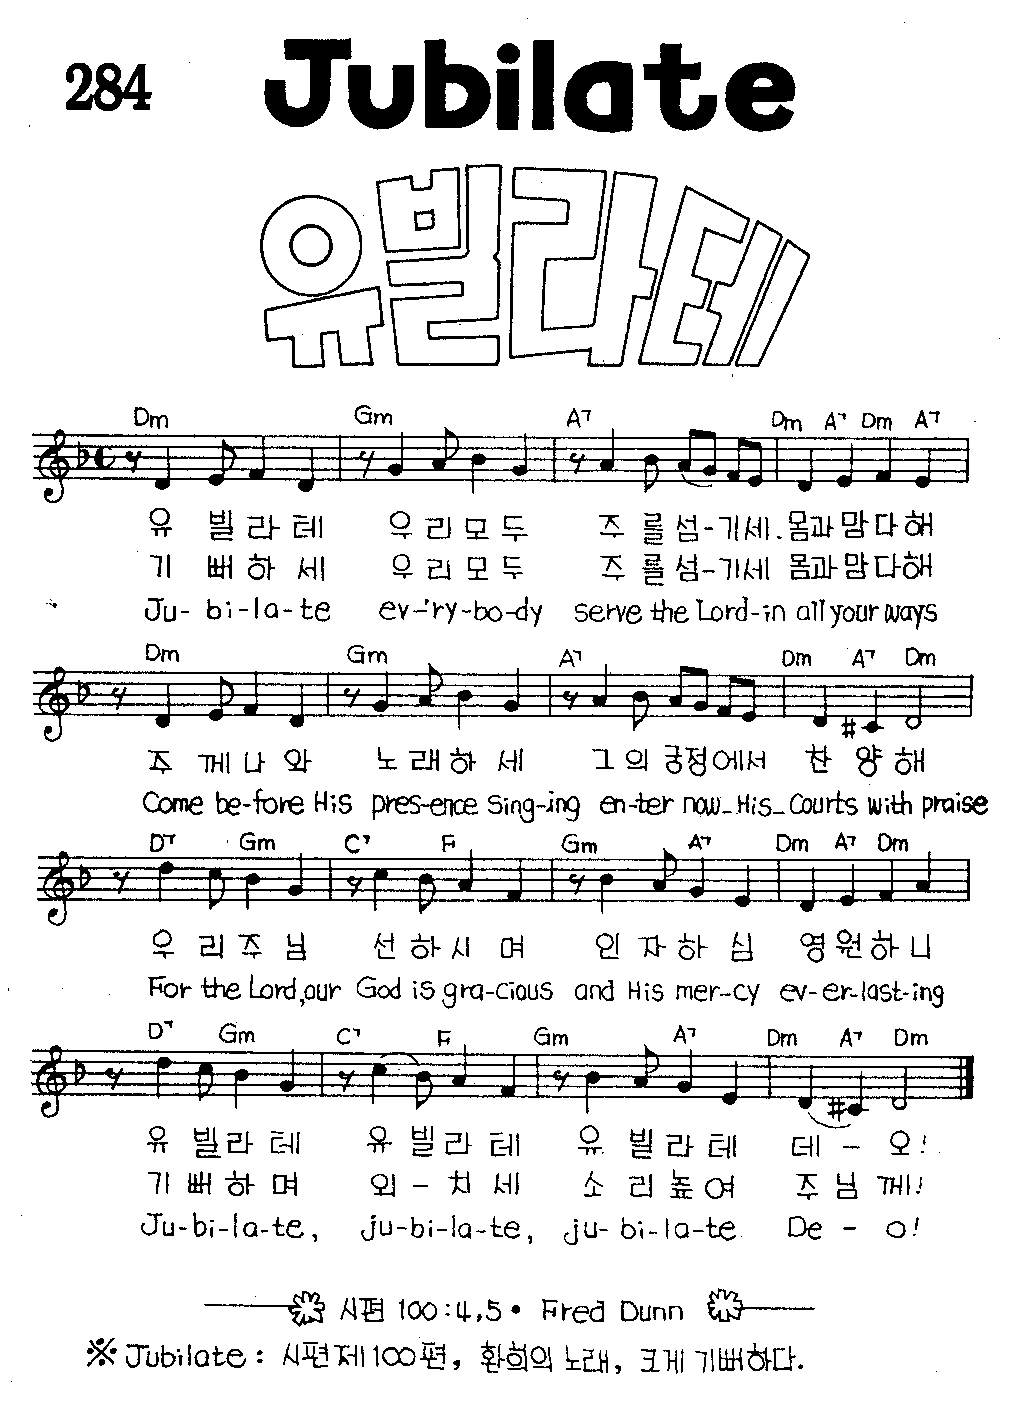 284
Jubilate
유빌라테
Dm Gm A7 Dm A7 Dm A7
유 빌라테 우리모두 주를섬-기세. 몸과맘다해
기 뻐하세 우리모두 주를섬-기세 몸과맘다해
Ju- bi-la-te ev-'ry-bo-dy serve the Lord-in all your ways
Dm Gm A7 Dm A7 Dm
주 께나와 노래하세 그의궁정에서 찬양해
Come be-fore His pres-ence sing-ing en-ter now-His-Courts with praise
D7 Gm C7 F Gm A7 Dm A7 Dm
우 리주님 선하시며 인자하심 영원하니
For the Lord, our God is gra-cious and His mer-cy ev-er-last-ing
D7 Gm C7 F Gm A7 Dm A7 Dm
유 빌라테 유빌라테 유빌라테 데-오!
기 뻐하며 외-치세 소리높여 주님께!
Ju-bi-la-te, ju-bi-la-te, ju-bi-la-te De-o!
시편 100:4,5 • Fred Dunn
※ Jubilate : 시편제100편, 환희의 노래, 크게 기뻐하다.